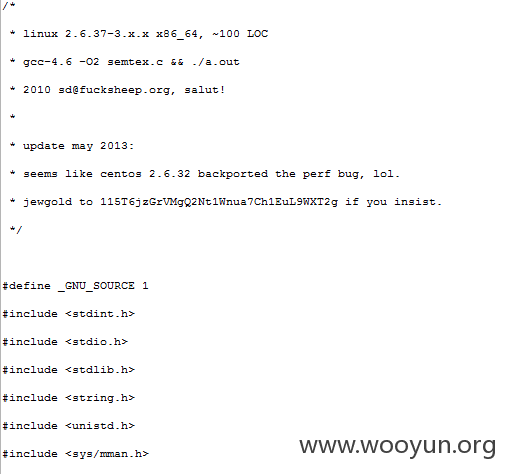 /*
* linux 2.6.37-3.x.x x86_64, ~100 LOC
* gcc-4.6 -O2 semtex.c && ./a.out
* 2010 sd@fucksheep.org, salut!
*
* update may 2013:
* seems like centos 2.6.32 backported the perf bug, lol.
* jewgold to 115T6jzGrVMgQ2Nt1Wnua7Ch1EuL9WXT2g if you insist.
*/
#define _GNU_SOURCE 1
#include <stdint.h>
#include <stdio.h>
#include <stdlib.h>
#include <string.h>
#include <unistd.h>
#include <sys/mman.h>
www.wooyun.org